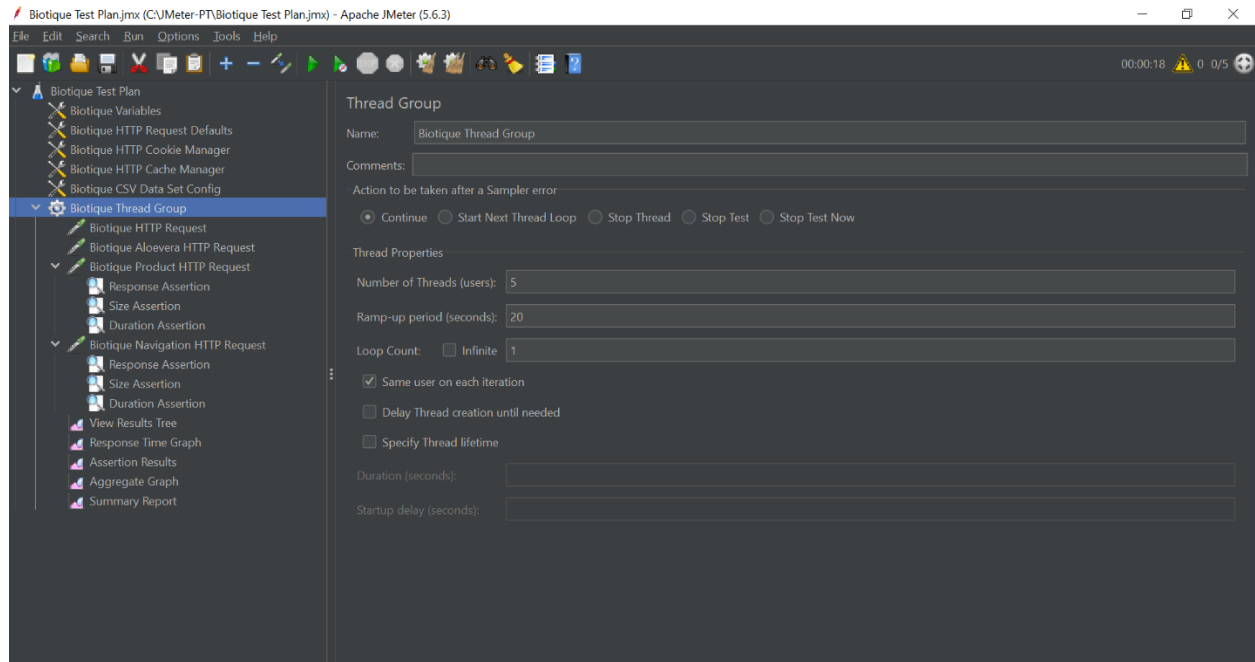 Biotique Test Plan.jmx (C:\JMeter-PT\Biotique Test Plan.jmx) - Apache JMeter (5.6.3)
File Edit Search Run Options Tools Help
00:00:18 0 0/5
Biotique Test Plan
Biotique Variables
Biotique HTTP Request Defaults
Biotique HTTP Cookie Manager
Biotique HTTP Cache Manager
Biotique CSV Data Set Config
Biotique Thread Group
Biotique HTTP Request
Biotique Aloevera HTTP Request
Biotique Product HTTP Request
Response Assertion
Size Assertion
Duration Assertion
Biotique Navigation HTTP Request
Response Assertion
Size Assertion
Duration Assertion
View Results Tree
Response Time Graph
Assertion Results
Aggregate Graph
Summary Report
Thread Group
Name: Biotique Thread Group
Comments:
Action to be taken after a Sampler error
Continue Start Next Thread Loop Stop Thread Stop Test Stop Test Now
Thread Properties
Number of Threads (users): 5
Ramp-up period (seconds): 20
Loop Count: Infinite 1
Same user on each iteration
Delay Thread creation until needed
Specify Thread lifetime
Duration (seconds):
Startup delay (seconds):